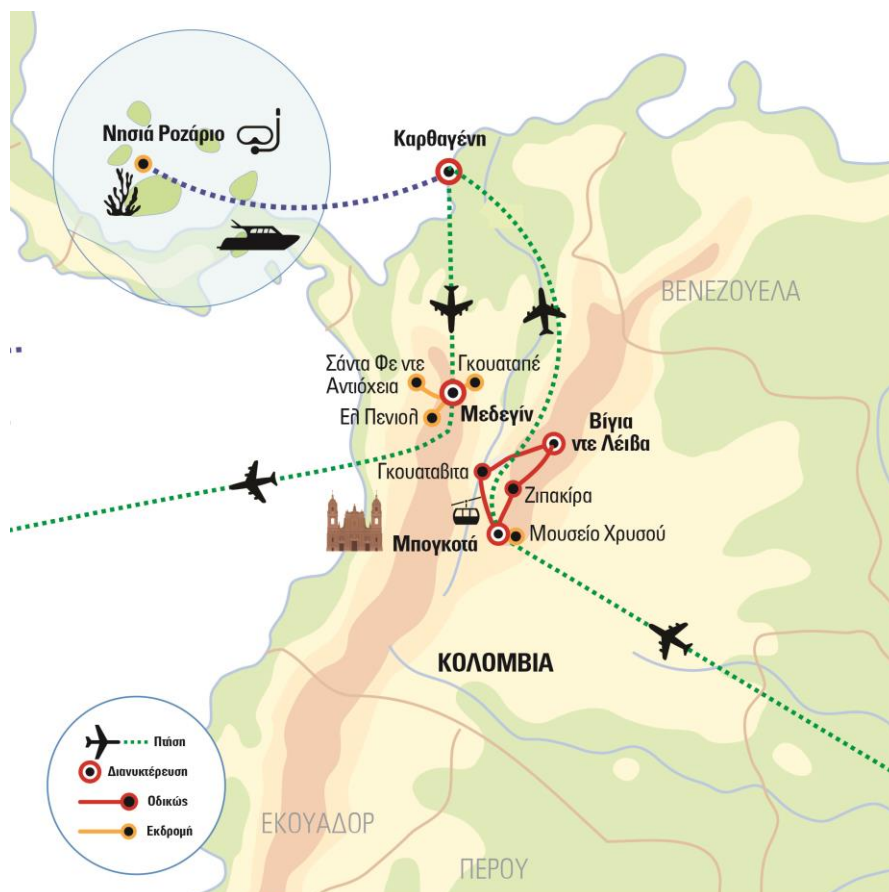 Νησιά Ροζάριο
Καρθαγένη
ΒΕΝΕΖΟΥΕΛΑ
Σάντα Φε ντε
Αντιόχεια
Γκουαταπέ
Μεδεγίν
Ελ Πενιολ
Βίγια
ντε Λέιβα
Γκουαταβιτα
Ζιπακίρα
Μπογκοτά
Μουσείο Χρυσού
ΚΟΛΟΜΒΙΑ
Πτήση
Διανυκτέρευση
Οδικώς
Εκδρομή
ΕΚΟΥΑΔΟΡ
ΠΕΡΟΥ